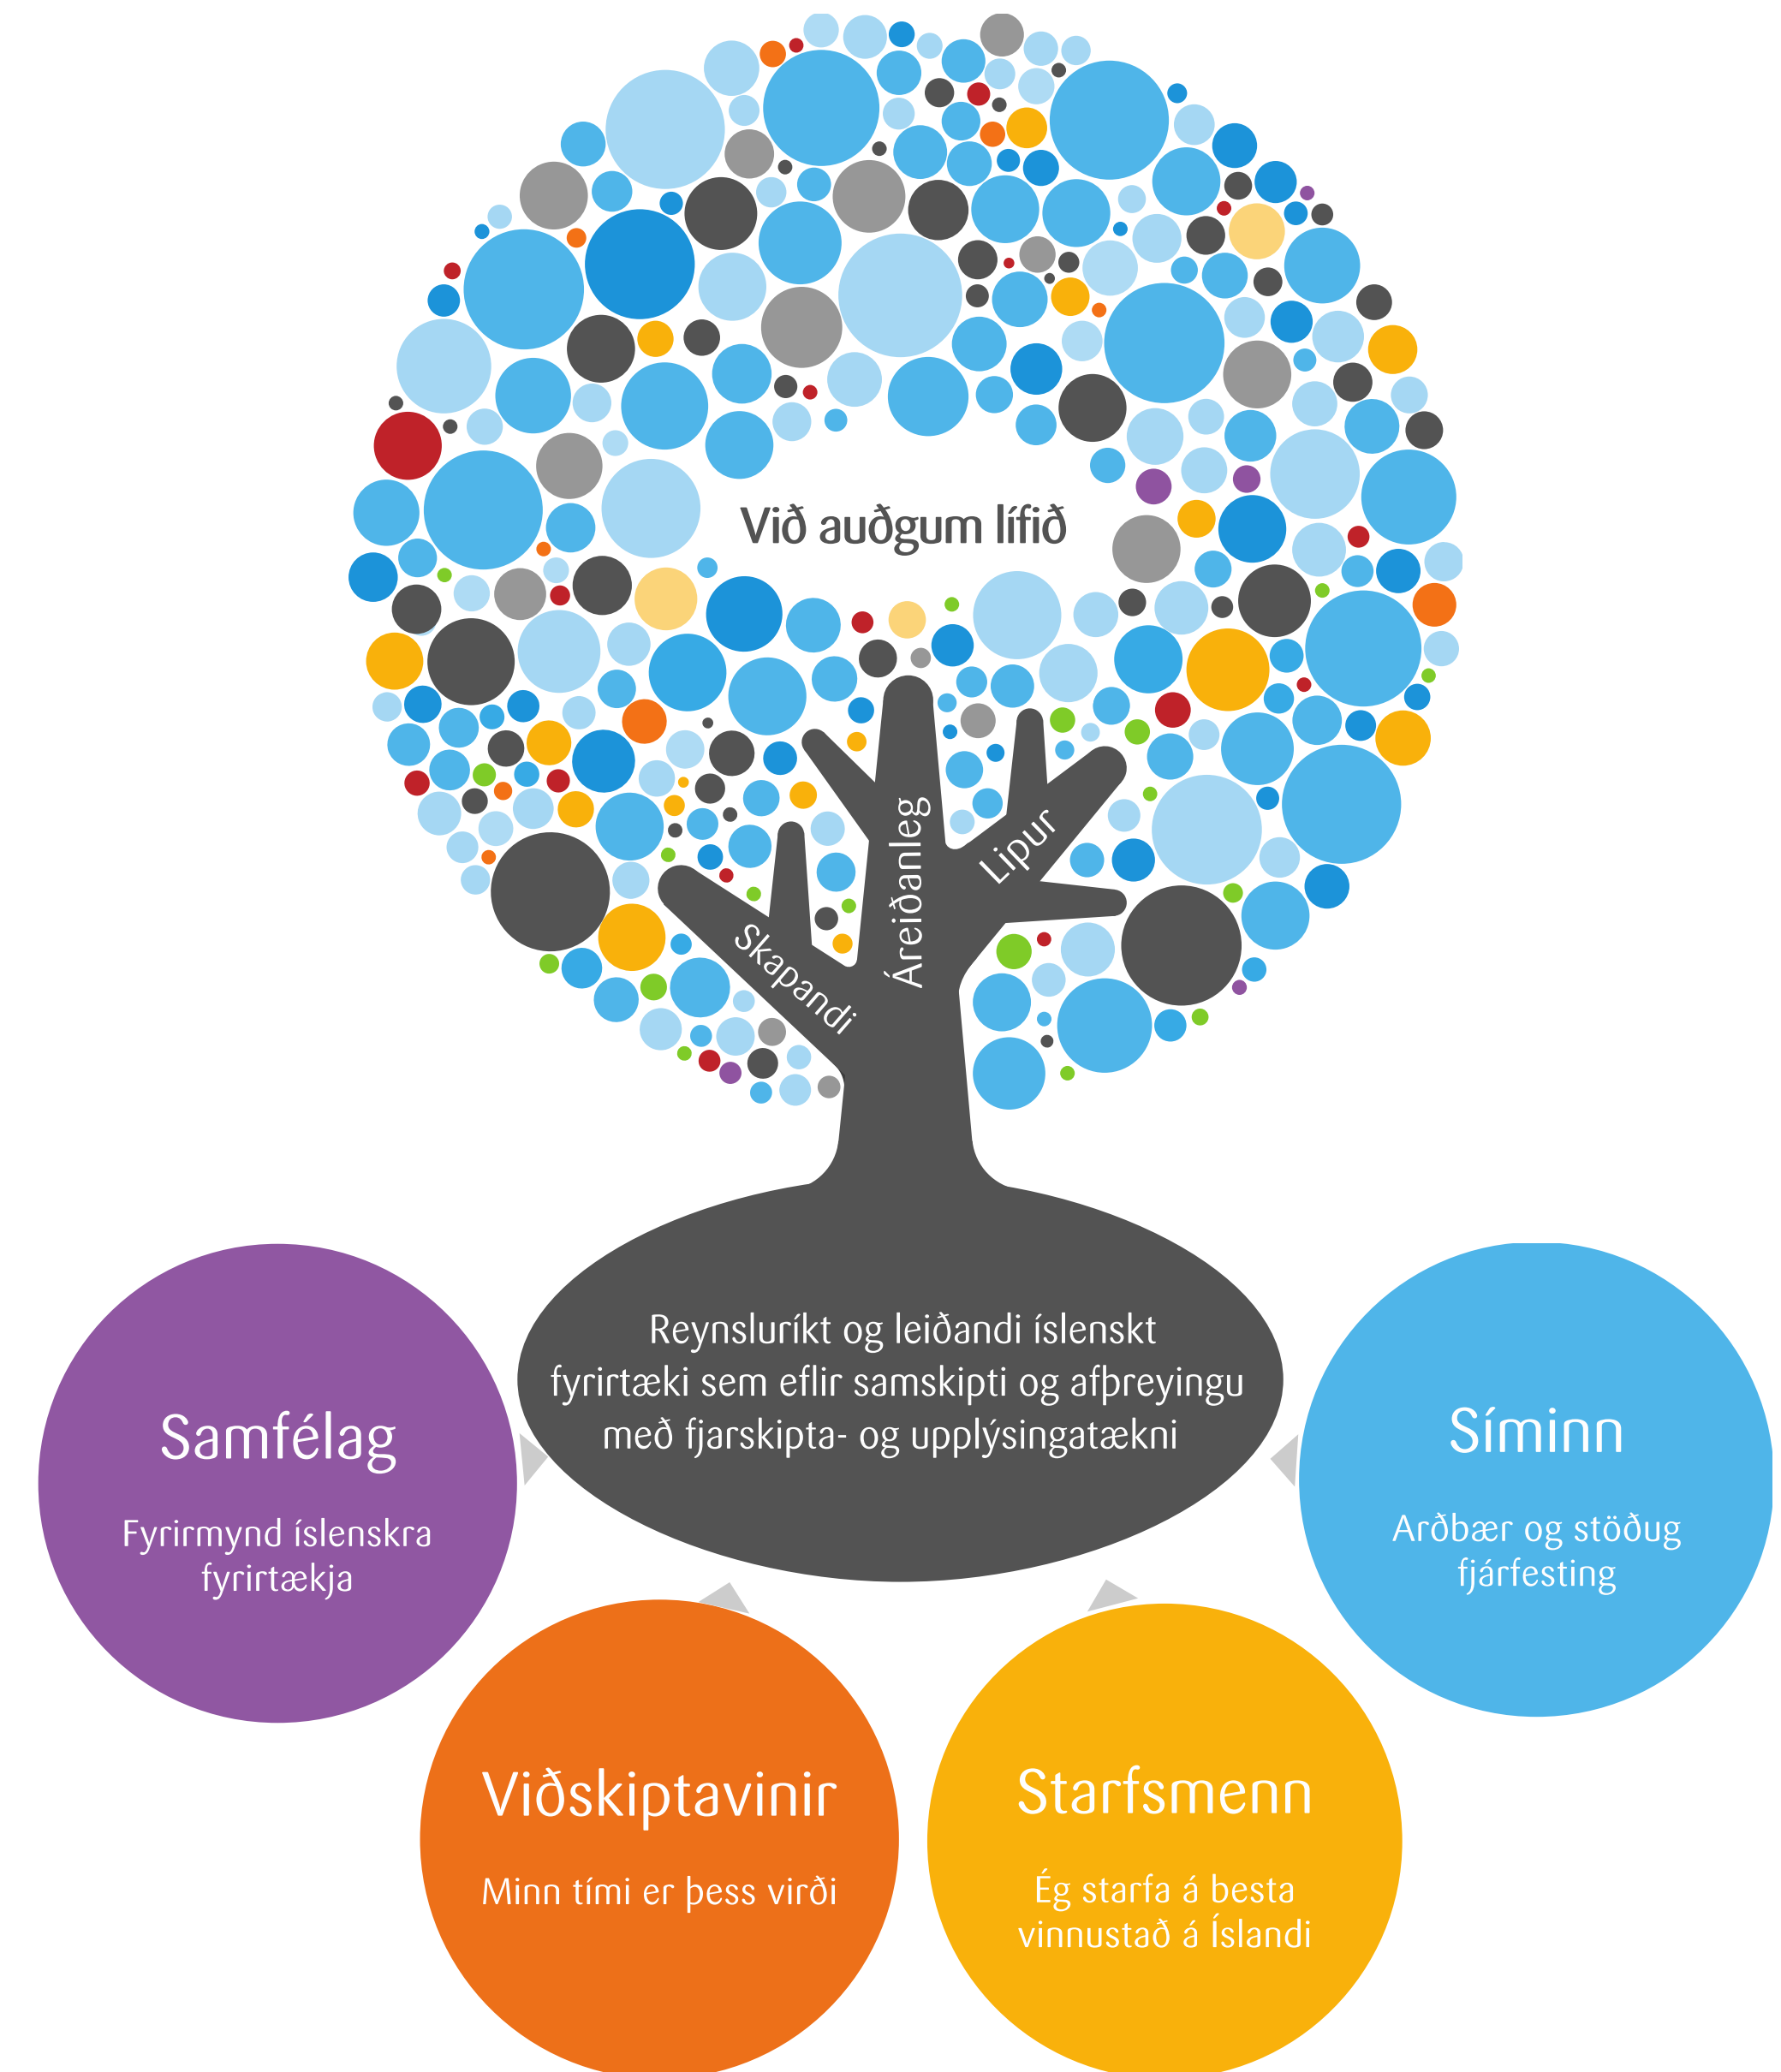 Við auðgum lífið
Skapandi
Áreiðanleg
Lipur
Reynsluríkt og leiðandi íslenskt
fyrirtæki sem eflir samskipti og afþreyingu
með fjarskipta- og upplýsingatækni
Samfélag
Fyrirmynd íslenskra
fyrirtækja
Viðskiptavinir
Minn tími er þess virði
Starfsmenn
Ég starfa á besta
vinnustað á Íslandi
Síminn
Arðbær og stöðug
fjárfesting